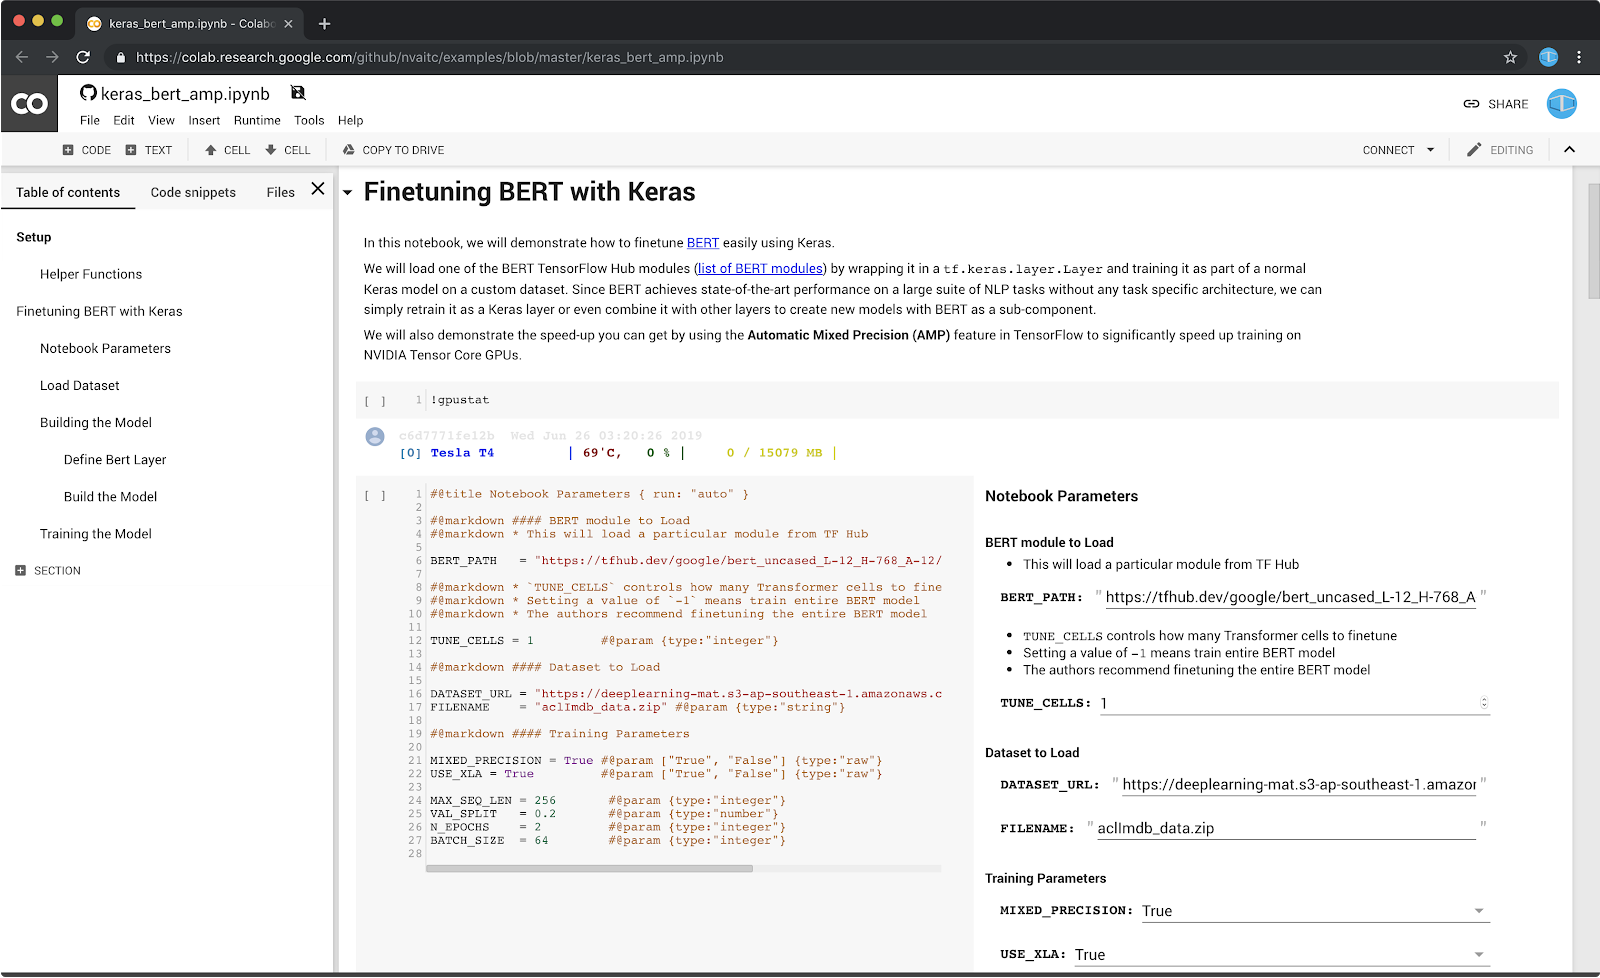 keras_bert_amp.ipynb - Colabo
https://colab.research.google.com/github/nvaitc/examples/blob/master/keras_bert_amp.ipynb
CO
keras_bert_amp.ipynb
SHARE
File Edit View Insert Runtime Tools Help
CODE TEXT CELL CELL COPY TO DRIVE CONNECT EDITING
Table of contents Code snippets Files
Setup
Helper Functions
Finetuning BERT with Keras
Notebook Parameters
Load Dataset
Building the Model
Define Bert Layer
Build the Model
Training the Model
SECTION
Finetuning BERT with Keras
In this notebook, we will demonstrate how to finetune BERT easily using Keras.
We will load one of the BERT TensorFlow Hub modules (list of BERT modules) by wrapping it in a tf.keras.layer.Layer and training it as part of a normal
Keras model on a custom dataset. Since BERT achieves state-of-the-art performance on a large suite of NLP tasks without any task specific architecture, we can
simply retrain it as a Keras layer or even combine it with other layers to create new models with BERT as a sub-component.
We will also demonstrate the speed-up you can get by using the Automatic Mixed Precision (AMP) feature in TensorFlow to significantly speed up training on
NVIDIA Tensor Core GPUs.
[ ] 1 !gpustat
c6d7771fe12b Wed Jun 26 03:20:26 2019
[0] Tesla T4 | 69'C, 0 % | 0 / 15079 MB |
[ ] 1 #@title Notebook Parameters { run: "auto" }
2
3 #@markdown #### BERT module to Load
4 #@markdown * This will load a particular module from TF Hub
5
6 BERT_PATH = "https://tfhub.dev/google/bert_uncased_L-12_H-768_A-12/
7
8 #@markdown * `TUNE_CELLS` controls how many Transformer cells to fine
9 #@markdown * Setting a value of `-1` means train entire BERT model
10 #@markdown * The authors recommend finetuning the entire BERT model
11
12 TUNE_CELLS = 1 #@param {type:"integer"}
13
14 #@markdown #### Dataset to Load
15
16 DATASET_URL = "https://deeplearning-mat.s3-ap-southeast-1.amazonaws.c
17 FILENAME = "aclImdb_data.zip" #@param {type:"string"}
18
19 #@markdown #### Training Parameters
20
21 MIXED_PRECISION = True #@param ["True", "False"] {type:"raw"}
22 USE_XLA = True #@param ["True", "False"] {type:"raw"}
23
24 MAX_SEQ_LEN = 256 #@param {type:"integer"}
25 VAL_SPLIT = 0.2 #@param {type:"number"}
26 N_EPOCHS = 2 #@param {type:"integer"}
27 BATCH_SIZE = 64 #@param {type:"integer"}
28
Notebook Parameters
BERT module to Load
• This will load a particular module from TF Hub
BERT_PATH: "https://tfhub.dev/google/bert_uncased_L-12_H-768_A"
• TUNE_CELLS controls how many Transformer cells to finetune
• Setting a value of -1 means train entire BERT model
• The authors recommend finetuning the entire BERT model
TUNE_CELLS: 1
Dataset to Load
DATASET_URL: "https://deeplearning-mat.s3-ap-southeast-1.amazor"
FILENAME: "aclImdb_data.zip"
Training Parameters
MIXED_PRECISION: True
USE_XLA: True